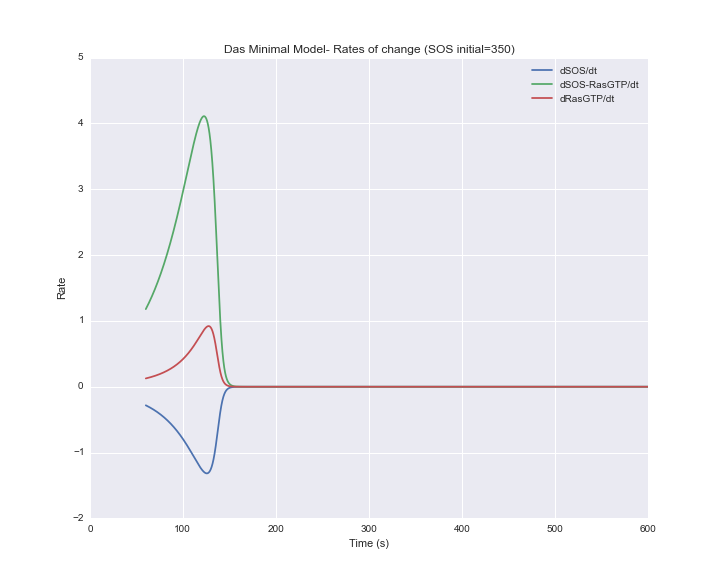 Das Minimal Model- Rates of change (SOS initial=350)
dSOS/dt
dSOS-RasGTP/dt
dRasGTP/dt
5
4
3
2
1
0
−1
−2
Rate
0 100 200 300 400 500 600
Time (s)